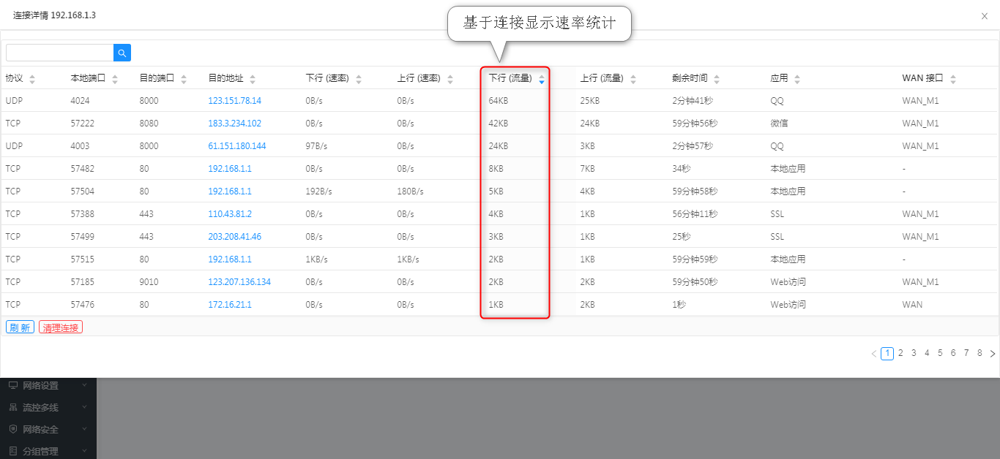 连接详情 192.168.1.3
基于连接显示速率统计
协议 本地端口 目的端口 目的地址 下行 (速率) 上行 (速率) 下行 (流量) 上行 (流量) 剩余时间 应用 WAN 接口
UDP 4024 8000 123.151.78.14 0B/s 0B/s 64KB 25KB 2分钟41秒 QQ WAN_M1
TCP 57222 8080 183.3.234.102 0B/s 0B/s 42KB 24KB 59分钟56秒 微信 WAN_M1
UDP 4003 8000 61.151.180.144 97B/s 0B/s 24KB 3KB 2分钟57秒 QQ WAN_M1
TCP 57482 80 192.168.1.1 0B/s 0B/s 8KB 7KB 34秒 本地应用 -
TCP 57504 80 192.168.1.1 192B/s 180B/s 5KB 4KB 59分钟58秒 本地应用 -
TCP 57388 443 110.43.81.2 0B/s 0B/s 4KB 1KB 56分钟11秒 SSL WAN_M1
TCP 57499 443 203.208.41.46 0B/s 0B/s 3KB 1KB 25秒 SSL WAN_M1
TCP 57515 80 192.168.1.1 1KB/s 1KB/s 2KB 1KB 59分钟59秒 本地应用 -
TCP 57185 9010 123.207.136.134 0B/s 0B/s 2KB 2KB 59分钟50秒 Web访问 WAN_M1
TCP 57476 80 172.16.21.1 0B/s 0B/s 1KB 2KB 1秒 Web访问 WAN
刷 新 清理连接
1 2 3 4 5 6 7 8
网络设置
流控多线
网络安全
分组管理